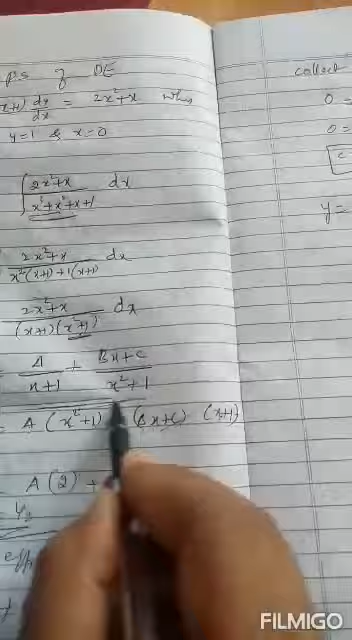 p.s of DE
x+1) dy/dx = 2x²+x when
y=1 & x=0
∫ 2x²+x / x³+x²+x+1 dx
2x²+x / x²(x+1)+1(x+1) dx
2x²+x / (x+1)(x²+1) dx
= A / x+1 + Bx+c / x²+1
= A (x²+1) (Bx+c) (x+1)
A(2) +
collect
0 =
0 =
c
y =
FILMIGO